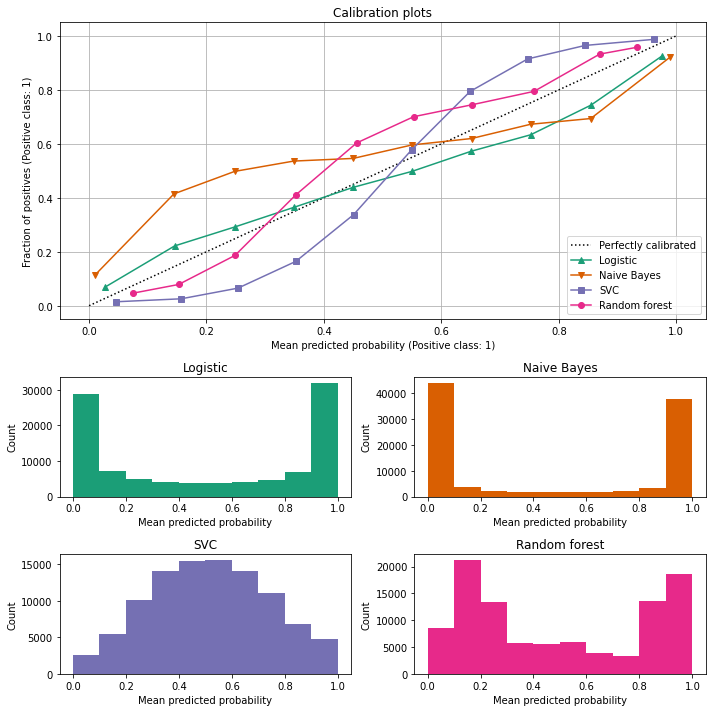 Calibration plots
Fraction of positives (Positive class: 1)
1.0
0.8
0.6
0.4
0.2
0.0
Perfectly calibrated
Logistic
Naive Bayes
SVC
Random forest
0.0 0.2 0.4 0.6 0.8 1.0
Mean predicted probability (Positive class: 1)
Logistic
Count
30000
20000
10000
0
0.0 0.2 0.4 0.6 0.8 1.0
Mean predicted probability
Naive Bayes
Count
40000
30000
20000
10000
0
0.0 0.2 0.4 0.6 0.8 1.0
Mean predicted probability
SVC
Count
15000
10000
5000
0
0.0 0.2 0.4 0.6 0.8 1.0
Mean predicted probability
Random forest
Count
20000
15000
10000
5000
0
0.0 0.2 0.4 0.6 0.8 1.0
Mean predicted probability